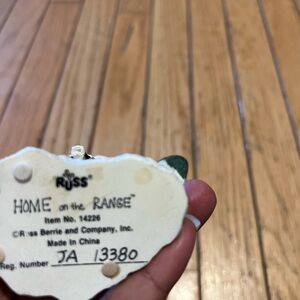 RUSS®
HOME on the RANGE™
Item No. 14226
©Russ Berrie and Company, Inc.
Made in China
Reg. Number JA 13380